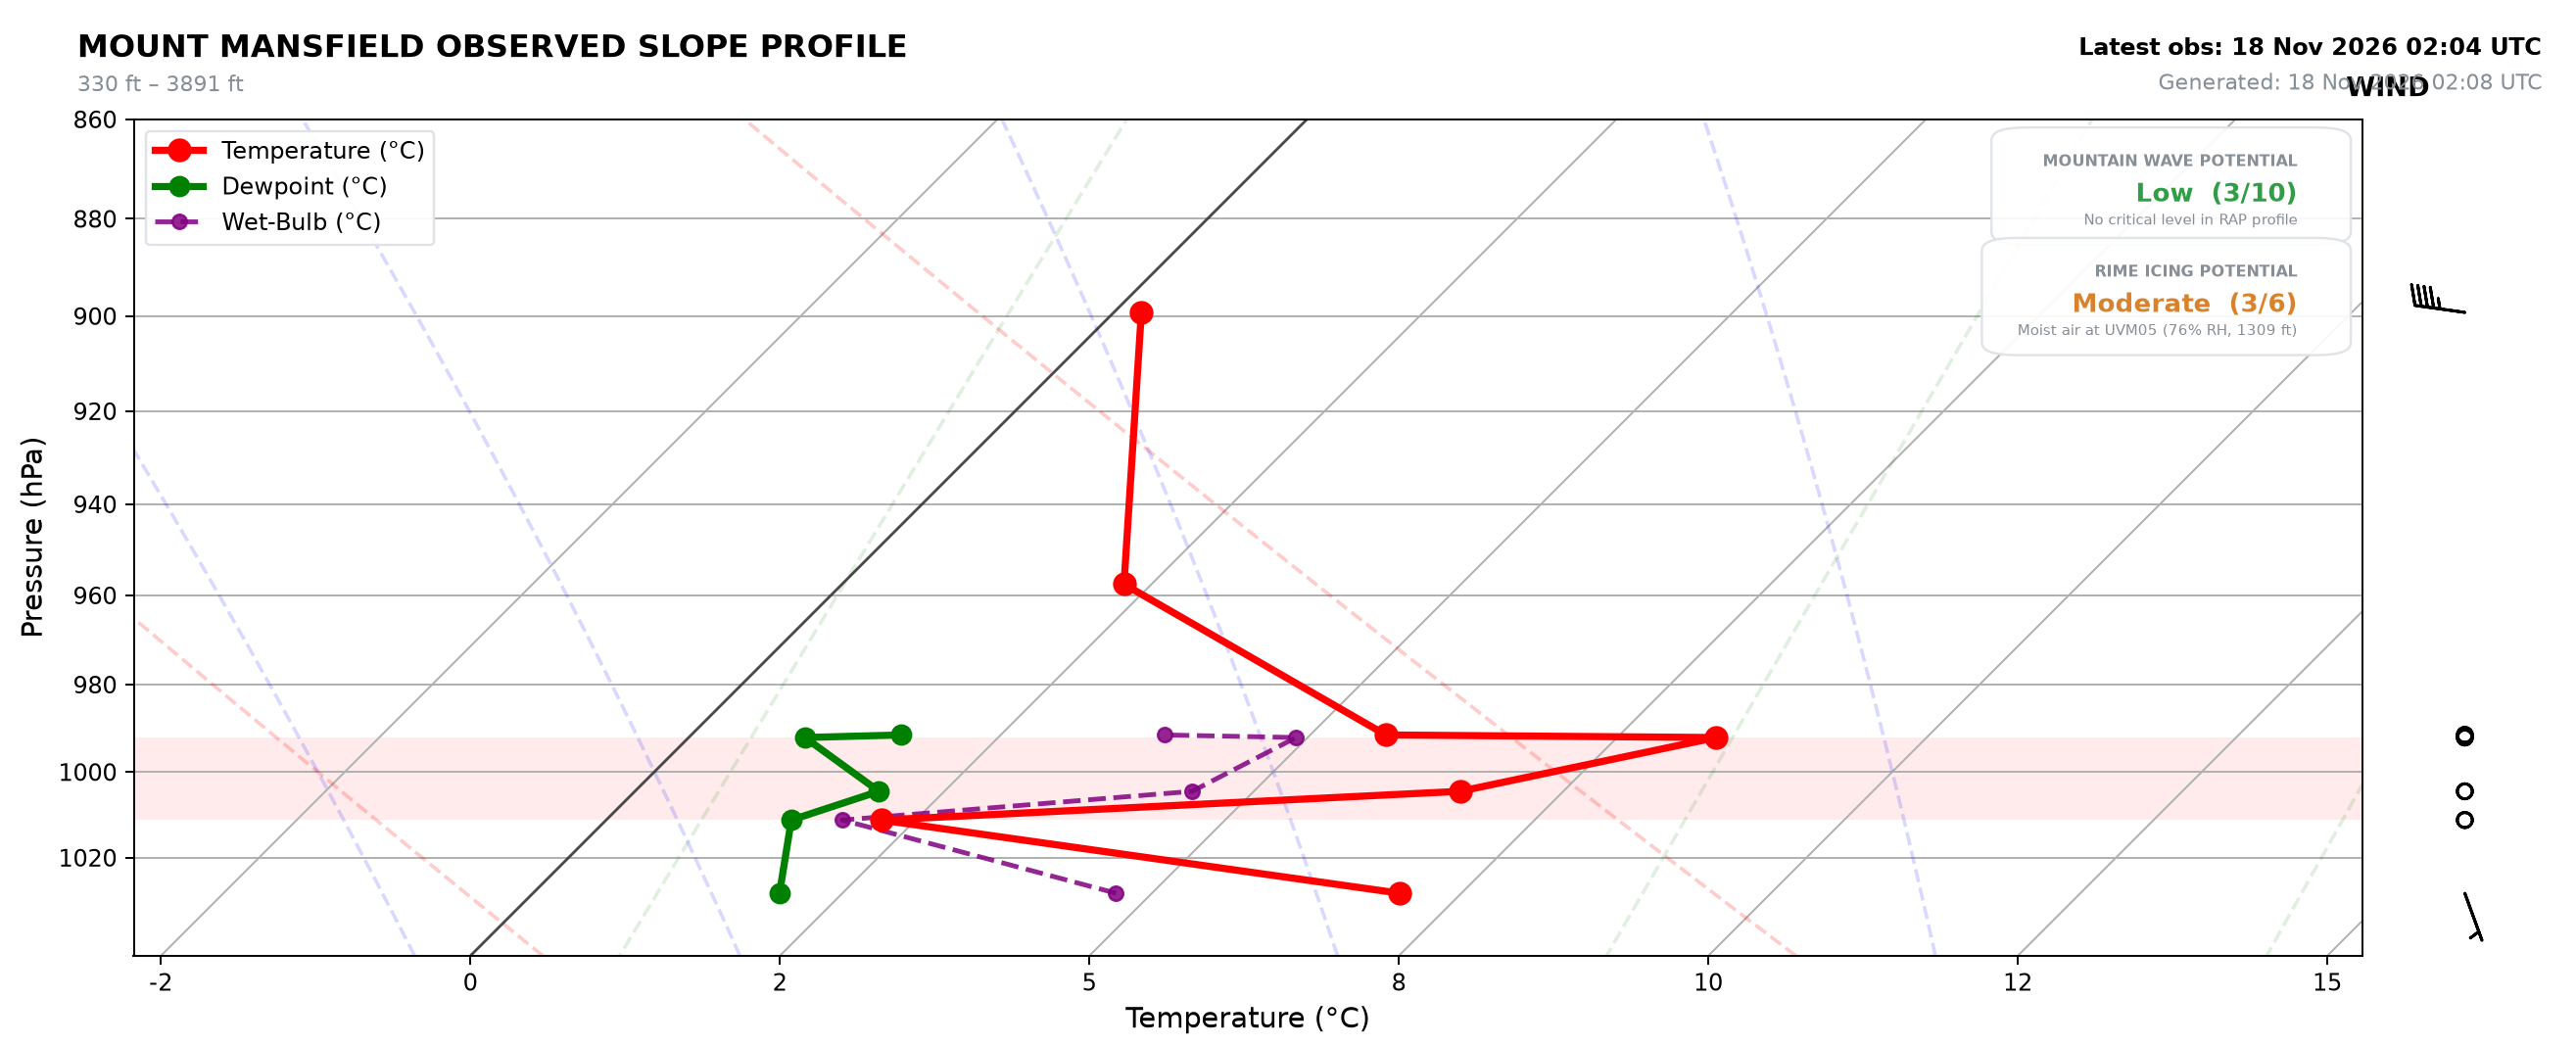 MOUNT MANSFIELD OBSERVED SLOPE PROFILE
330 ft – 3891 ft
Latest obs: 18 Nov 2026 02:04 UTC
Generated: 18 Nov 2026 02:08 UTC
WIND
Temperature (°C)
Dewpoint (°C)
Wet-Bulb (°C)
MOUNTAIN WAVE POTENTIAL
Low (3/10)
No critical level in RAP profile
RIME ICING POTENTIAL
Moderate (3/6)
Moist air at UVM05 (76% RH, 1309 ft)
Pressure (hPa)
860
880
900
920
940
960
980
1000
1020
-2 0 2 5 8 10 12 15
Temperature (°C)